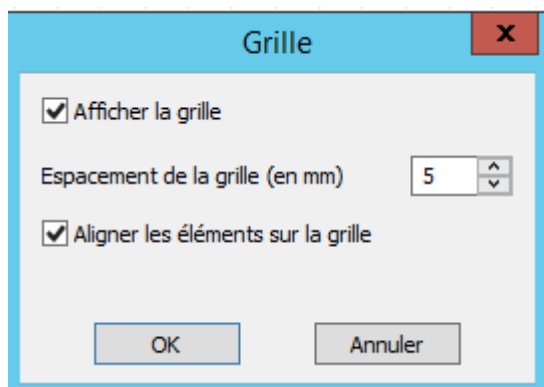 Grille
x
Afficher la grille
Espacement de la grille (en mm) 5
Aligner les éléments sur la grille
OK Annuler